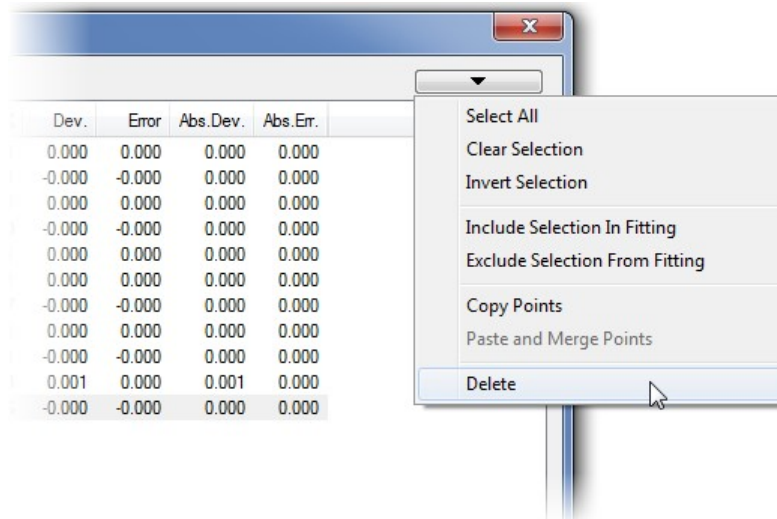 Dev. Error Abs.Dev. Abs.Err.
0.000 0.000 0.000 0.000
-0.000 -0.000 0.000 0.000
0.000 0.000 0.000 0.000
-0.000 -0.000 0.000 0.000
0.000 0.000 0.000 0.000
0.000 0.000 0.000 0.000
-0.000 -0.000 0.000 0.000
0.000 0.000 0.000 0.000
-0.000 -0.000 0.000 0.000
0.001 0.000 0.001 0.000
-0.000 -0.000 0.000 0.000
Select All
Clear Selection
Invert Selection
Include Selection In Fitting
Exclude Selection From Fitting
Copy Points
Paste and Merge Points
Delete